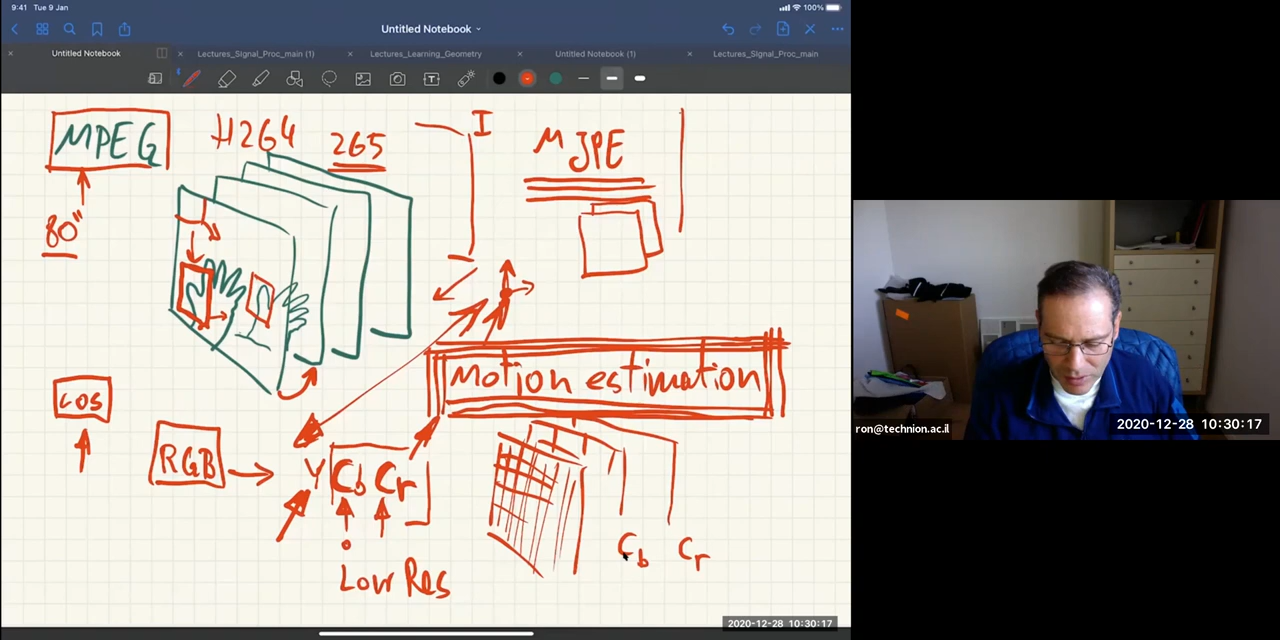 9:41 Tue 9 Jan
100%
Untitled Notebook
Untitled Notebook
Lectures_Signal_Proc_main (1)
Lectures_Learning_Geometry
Untitled Notebook (1)
Lectures_Signal_Proc_main
MPEG
H264
265
I
MJPE
80"
Motion estimation
cos
RGB
Y Cb Cr
Cb Cr
Low Res
ron@technion.ac.il
2020-12-28 10:30:17
2020-12-28 10:30:17